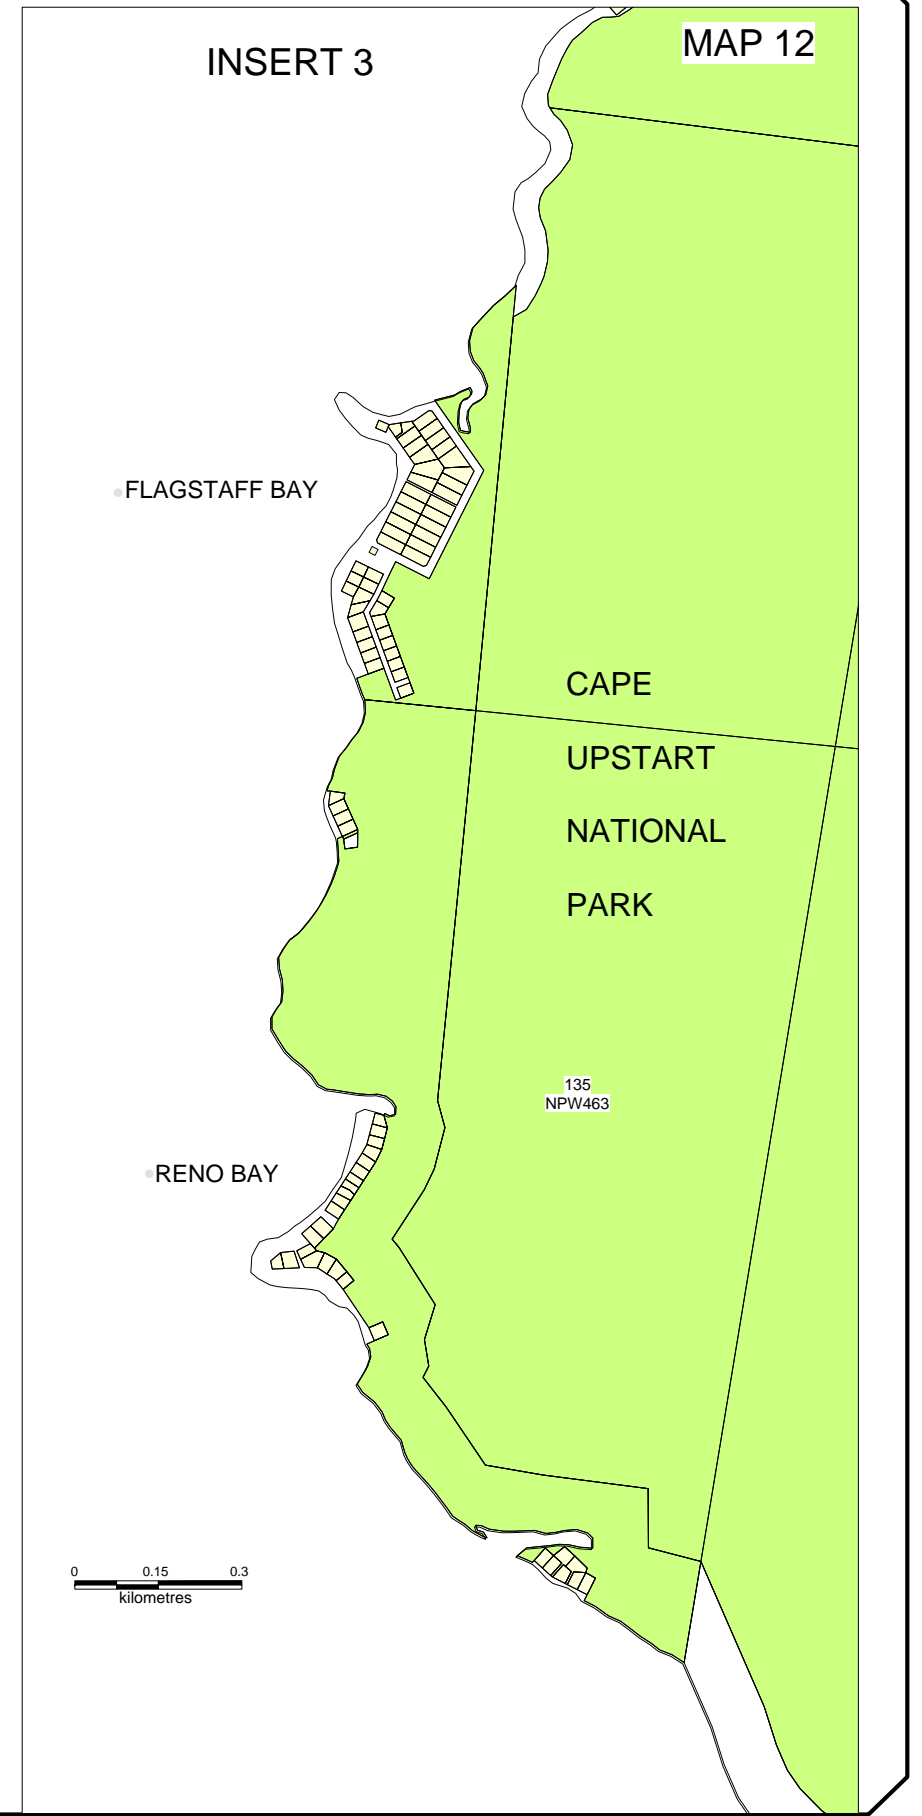 INSERT 3
MAP 12
FLAGSTAFF BAY
CAPE
UPSTART
NATIONAL
PARK
135
NPW463
RENO BAY
0 0.15 0.3
kilometres